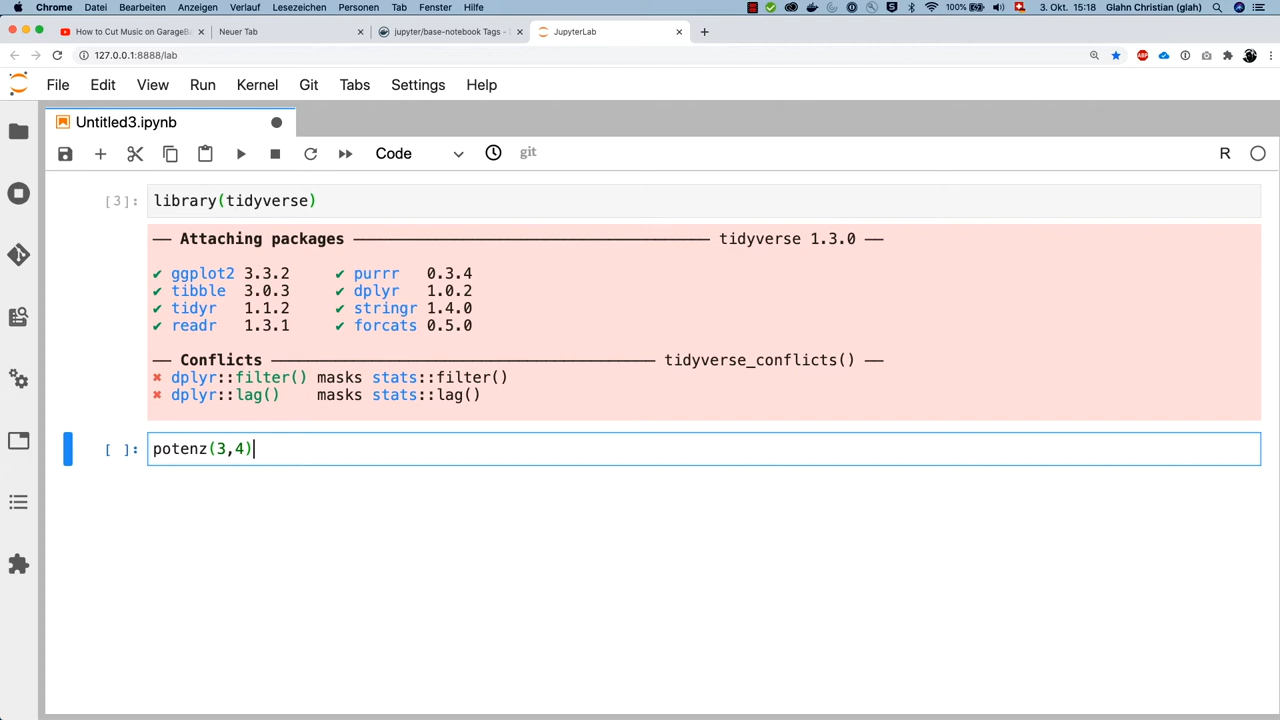 Chrome Datei Bearbeiten Anzeigen Verlauf Lesezeichen Personen Tab Fenster Hilfe 100% 3. Okt. 15:18 Glahn Christian (glah)
How to Cut Music on GarageBa Neuer Tab jupyter/base-notebook Tags - JupyterLab
127.0.0.1:8888/lab ABP
File Edit View Run Kernel Git Tabs Settings Help
Untitled3.ipynb
Code git R
[3]: library(tidyverse)
── Attaching packages ─────────────────────────────────────── tidyverse 1.3.0 ──
✔ ggplot2 3.3.2 ✔ purrr 0.3.4
✔ tibble 3.0.3 ✔ dplyr 1.0.2
✔ tidyr 1.1.2 ✔ stringr 1.4.0
✔ readr 1.3.1 ✔ forcats 0.5.0
── Conflicts ────────────────────────────────────────── tidyverse_conflicts() ──
✖ dplyr::filter() masks stats::filter()
✖ dplyr::lag() masks stats::lag()
[ ]: potenz(3,4)